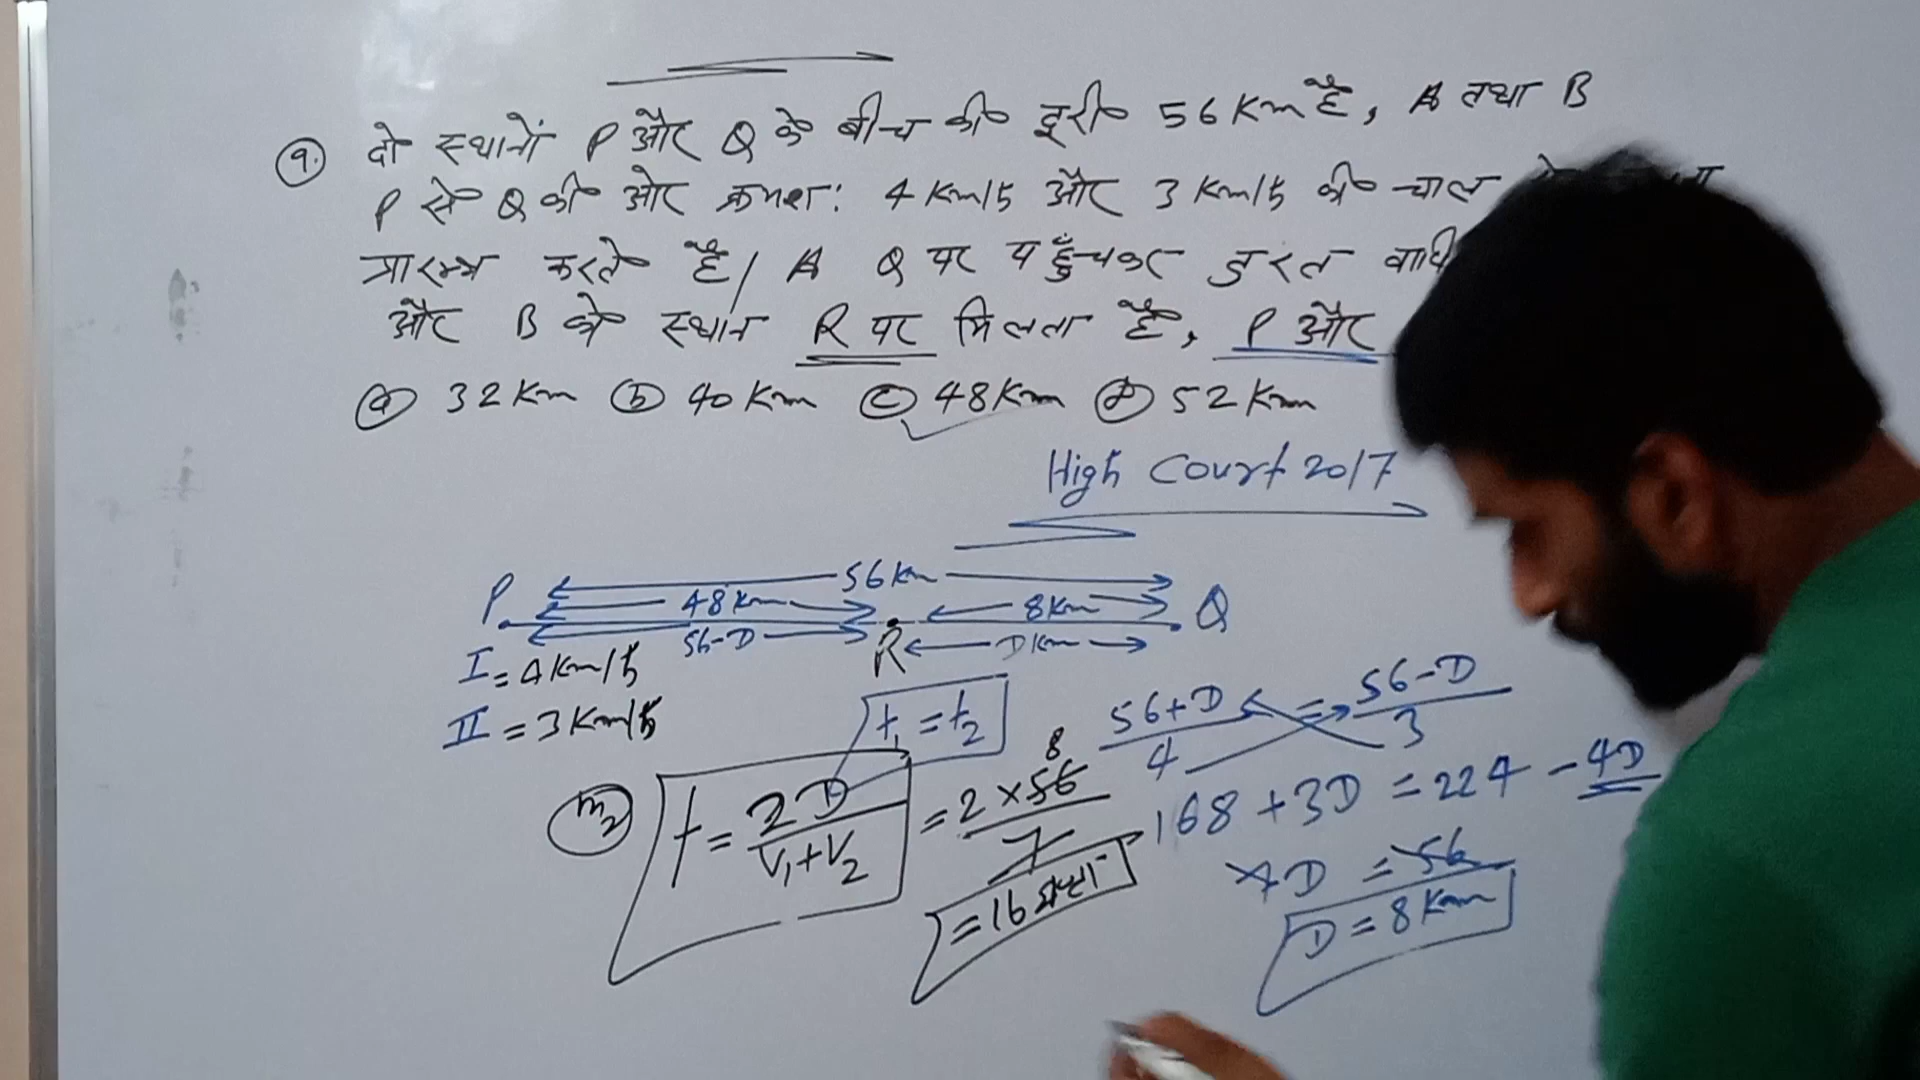 9. दो स्थानों P और Q के बीच की दूरी 56 Km है, A तथा B
P से Q की ओर क्रमशः 4 Km/h और 3 Km/h की चाल
प्रारम्भ करते है/ A Q पर पहुँचकर तुरत
और B को स्थान R पर मिलता है, P और
(a) 32 Km (b) 40 Km (c) 48 Km (d) 52 Km
High Court 2017
56 Km
P 48 Km 8 Km Q
56-D R D Km
I = 4 Km/h
II = 3 Km/h
t₁ = t₂
56+D/4 = 56-D/3
168 + 3D = 224 - 4D
7D = 56
D = 8 Km
m₂ t = 2D/V₁+V₂ = 2 × 56/7 8
= 16 घण्टा